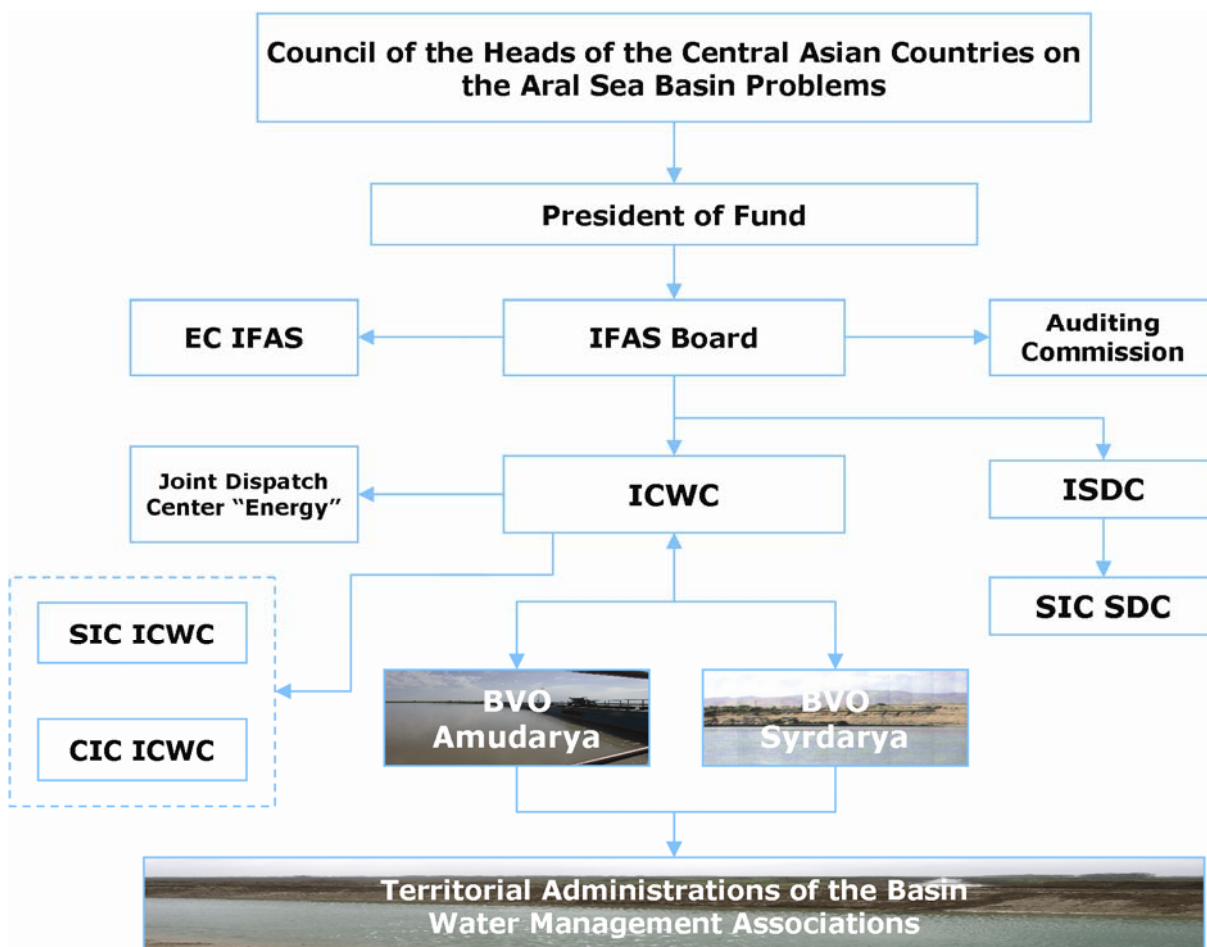 Council of the Heads of the Central Asian Countries on
the Aral Sea Basin Problems
President of Fund
EC IFAS
IFAS Board
Auditing
Commission
Joint Dispatch
Center “Energy”
ICWC
ISDC
SIC ICWC
SIC SDC
CIC ICWC
BVO
Amudarya
BVO
Syrdarya
Territorial Administrations of the Basin
Water Management Associations